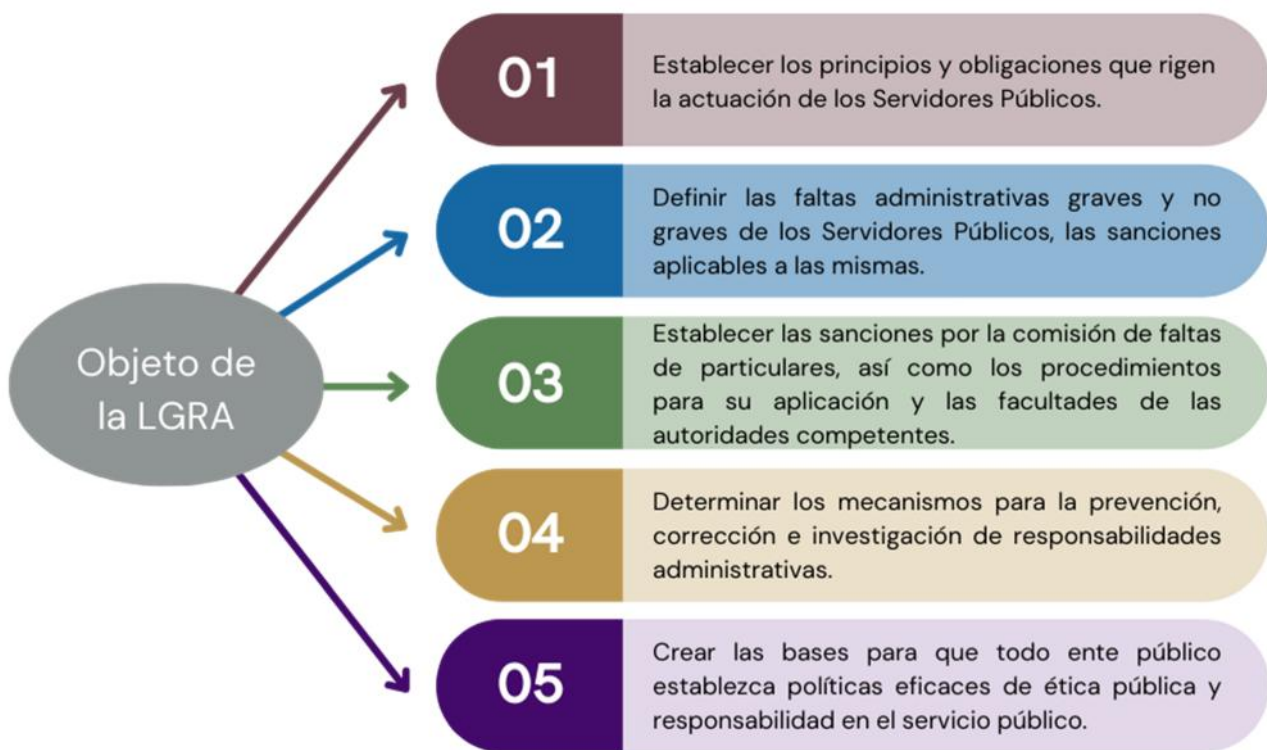 Objeto de
la LGRA
01
Establecer los principios y obligaciones que rigen
la actuación de los Servidores Públicos.
02
Definir las faltas administrativas graves y no
graves de los Servidores Públicos, las sanciones
aplicables a las mismas.
03
Establecer las sanciones por la comisión de faltas
de particulares, así como los procedimientos
para su aplicación y las facultades de las
autoridades competentes.
04
Determinar los mecanismos para la prevención,
corrección e investigación de responsabilidades
administrativas.
05
Crear las bases para que todo ente público
establezca políticas eficaces de ética pública y
responsabilidad en el servicio público.